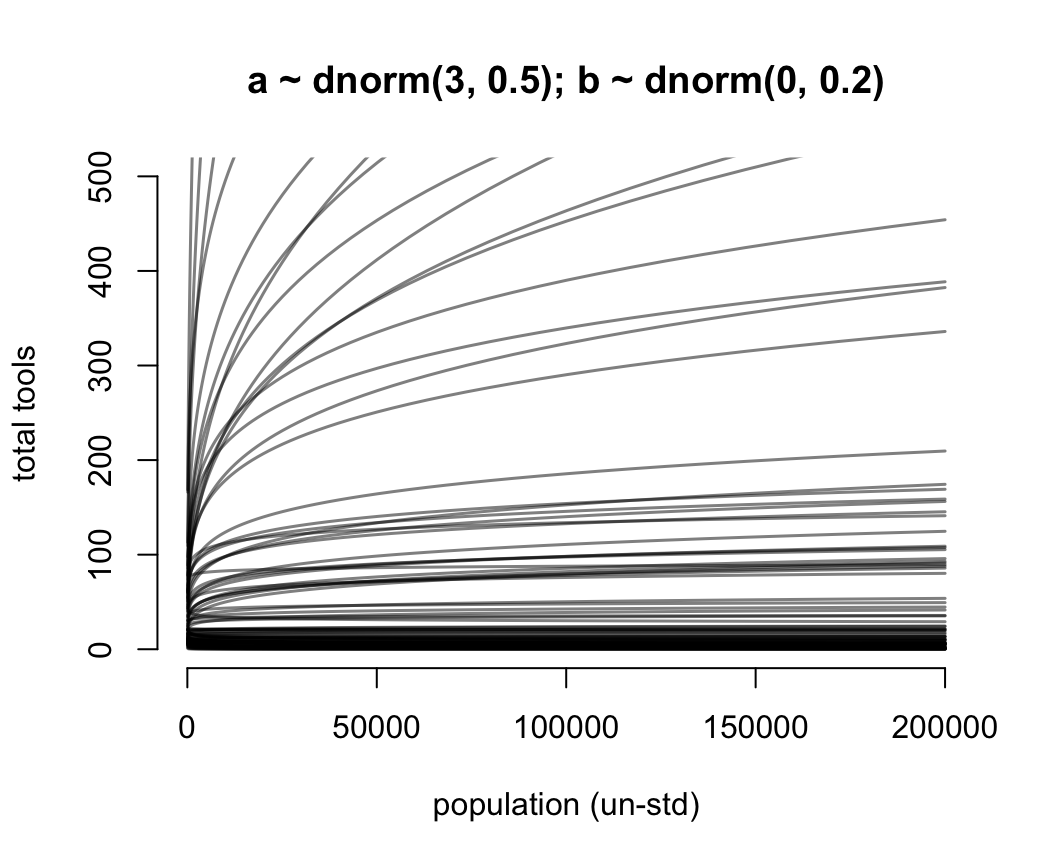 a ~ dnorm(3, 0.5); b ~ dnorm(0, 0.2)
total tools
500
400
300
200
100
0
0 50000 100000 150000 200000
population (un-std)